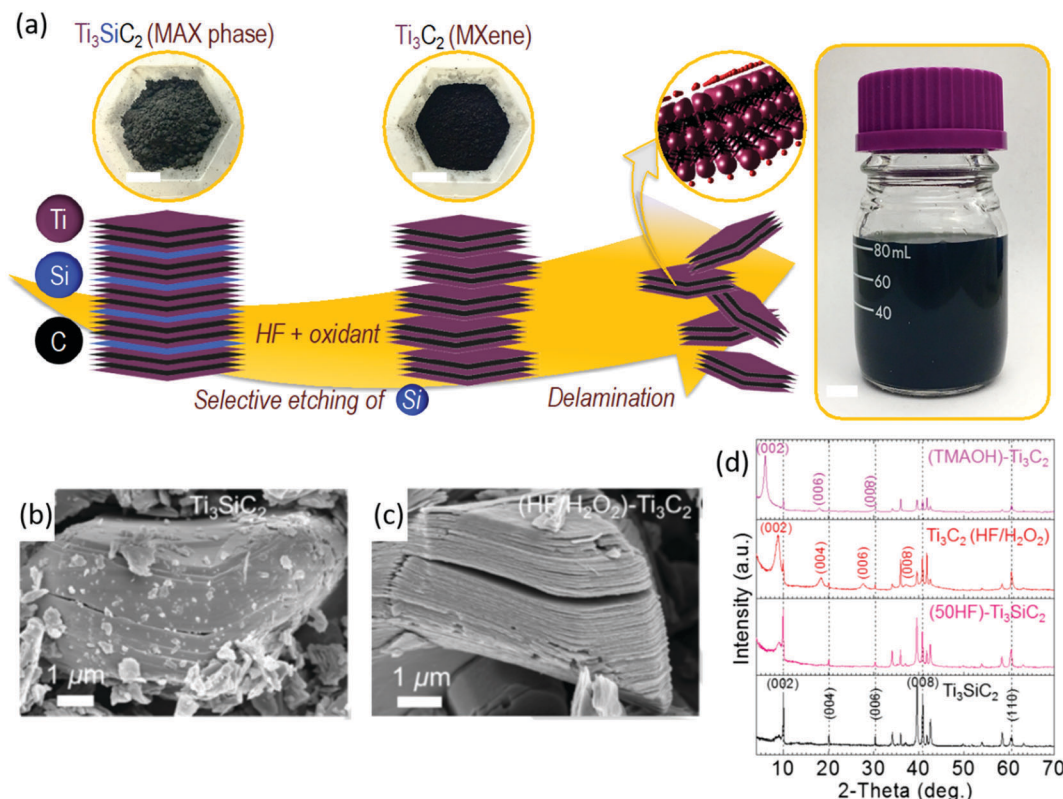 (a)
Ti₃SiC₂ (MAX phase)
Ti₃C₂ (MXene)
Ti
Si
C
HF + oxidant
Selective etching of Si
Delamination
80 mL
60
40
(b)
Ti₃SiC₂
1 µm
(c)
(HF/H₂O₂)-Ti₃C₂
1 µm
(d)
Intensity (a.u.)
(002)
(006)
(008)
(TMAOH)-Ti₃C₂
(002)
(004)
(006)
(008)
Ti₃C₂ (HF/H₂O₂)
(50HF)-Ti₃SiC₂
(002)
(004)
(006)
(008)
Ti₃SiC₂
(110)
10 20 30 40 50 60 70
2-Theta (deg.)